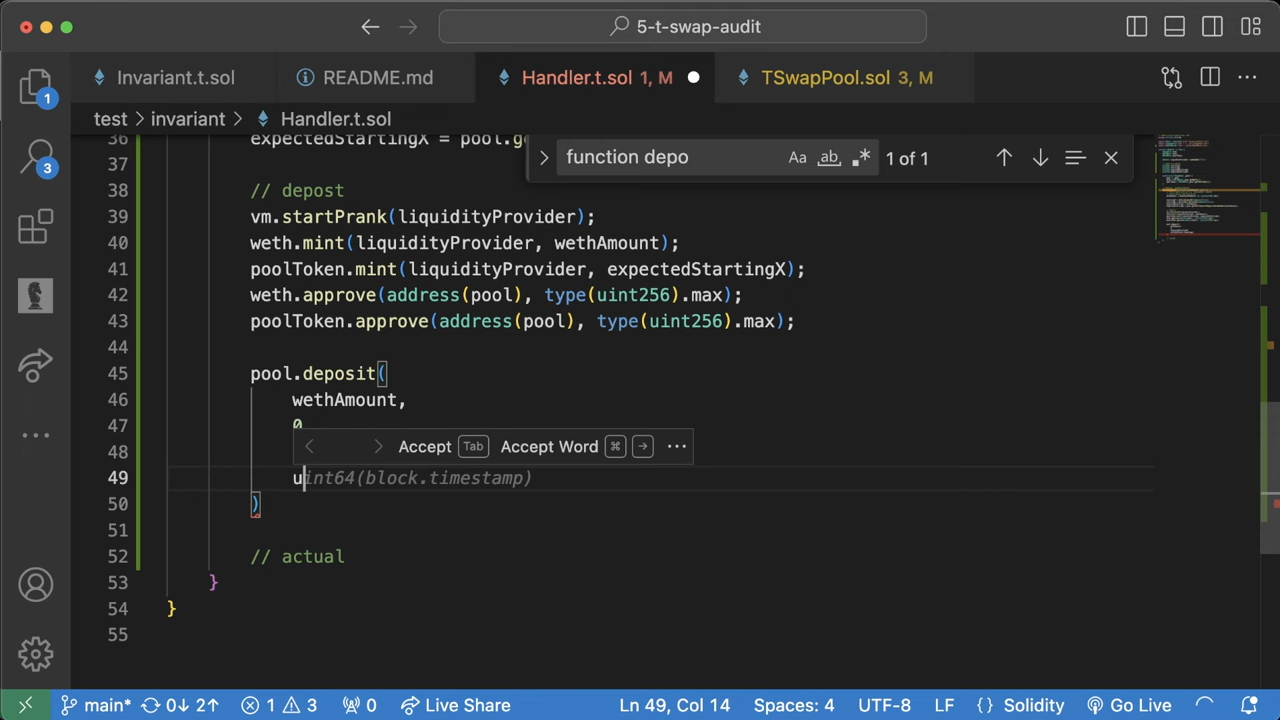 5-t-swap-audit
Invariant.t.sol
README.md
Handler.t.sol 1, M
TSwapPool.sol 3, M
1
3
test > invariant > Handler.t.sol
function depo
Aa ab
1 of 1
36 expectedStartingX = pool.g
37
38 // depost
39 vm.startPrank(liquidityProvider);
40 weth.mint(liquidityProvider, wethAmount);
41 poolToken.mint(liquidityProvider, expectedStartingX);
42 weth.approve(address(pool), type(uint256).max);
43 poolToken.approve(address(pool), type(uint256).max);
44
45 pool.deposit(
46 wethAmount,
47 0
48
Accept Tab Accept Word ⌘ → ...
49 uint64(block.timestamp)
50 )
51
52 // actual
53 }
54 }
55
main* 0↓ 2↑ 1 3 0 Live Share Ln 49, Col 14 Spaces: 4 UTF-8 LF {} Solidity Go Live